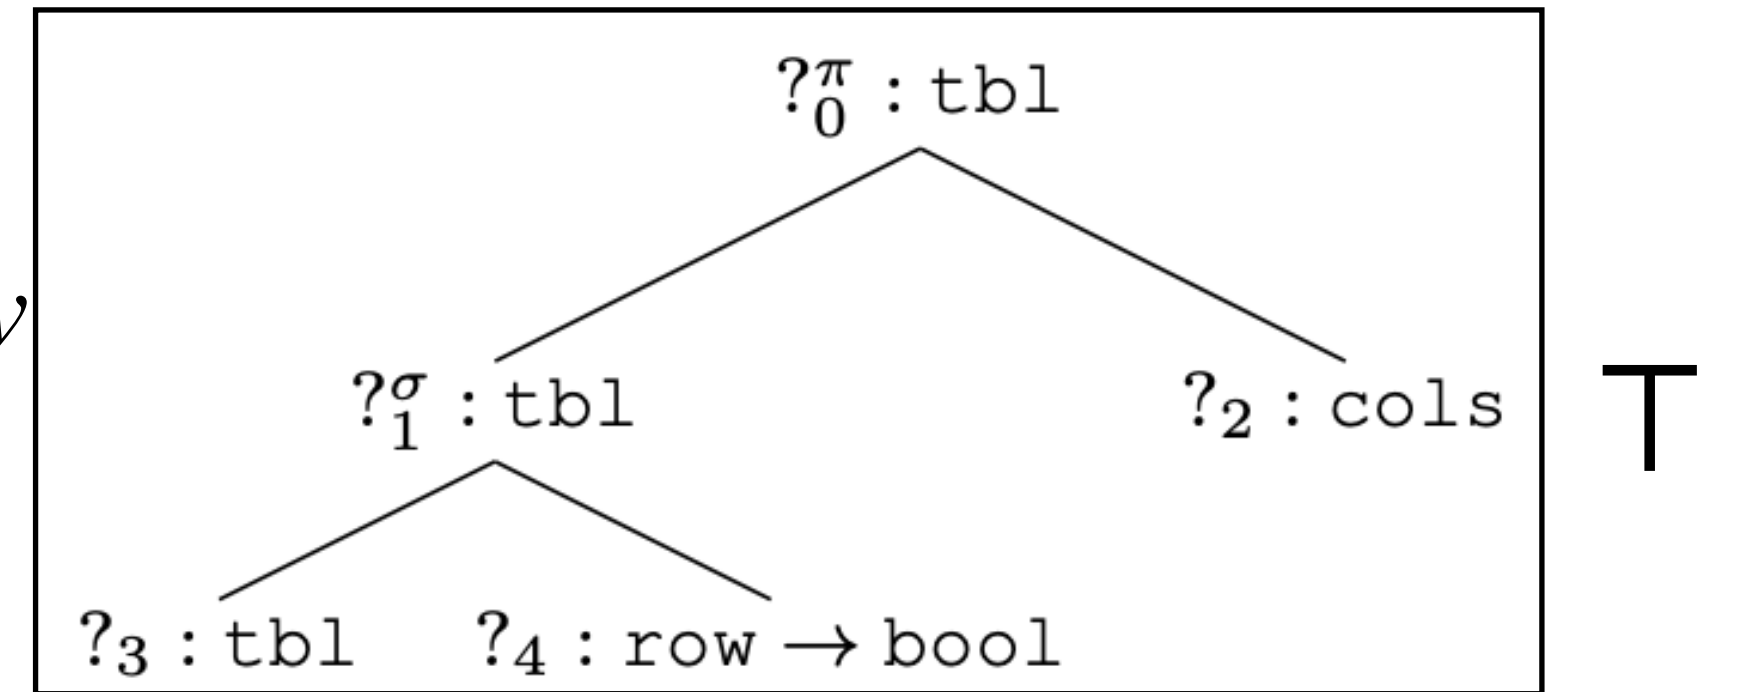 ?₀^π : tbl
?₁^σ : tbl ?₂ : cols
?₃ : tbl ?₄ : row → bool
T